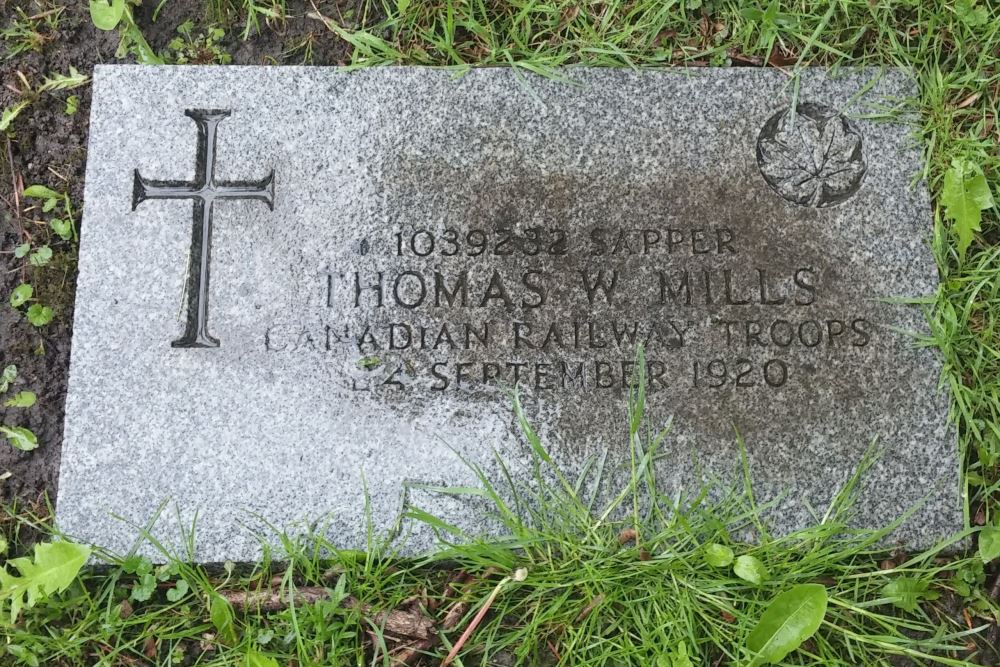 1039232 SAPPER
THOMAS W MILLS
CANADIAN RAILWAY TROOPS
SEPTEMBER 1920